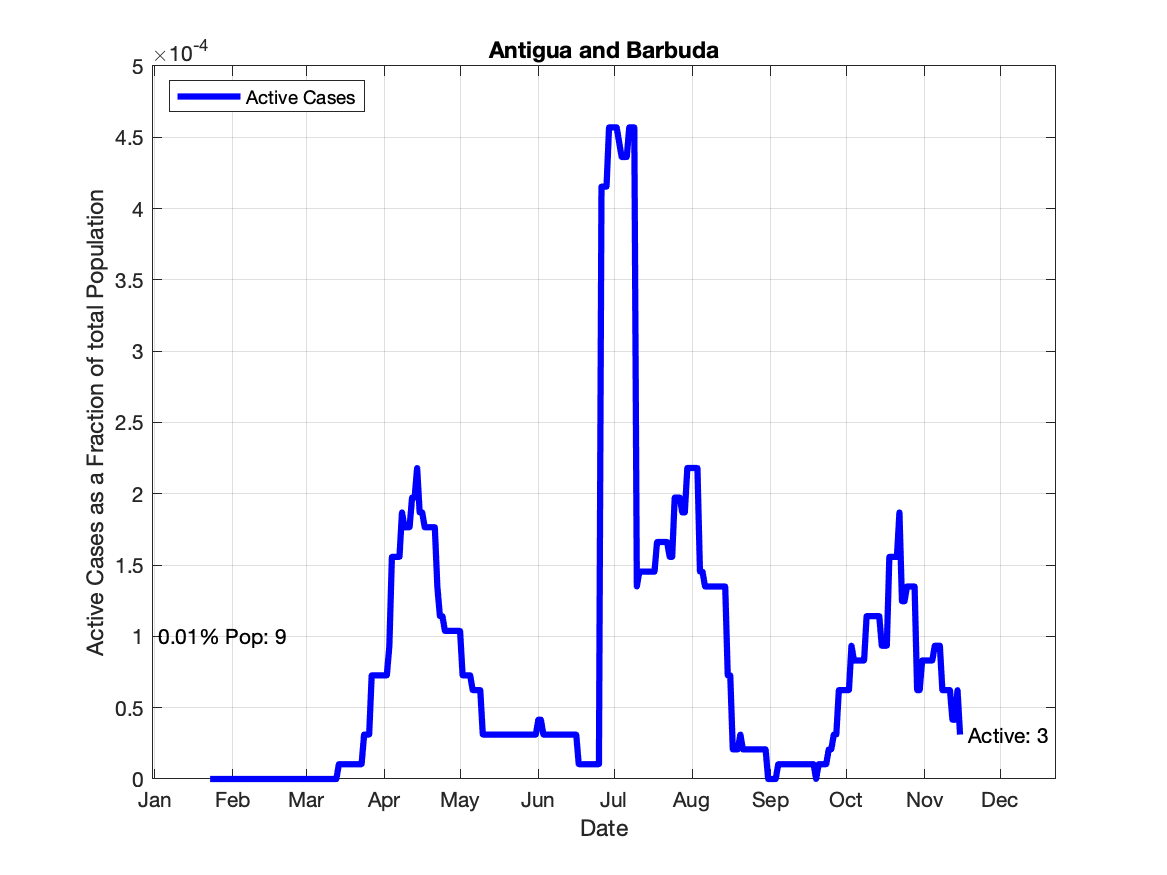 Antigua and Barbuda
×10-4
Active Cases
Active Cases as a Fraction of total Population
5
4.5
4
3.5
3
2.5
2
1.5
1
0.5
0
0.01% Pop: 9
Active: 3
Jan Feb Mar Apr May Jun Jul Aug Sep Oct Nov Dec
Date